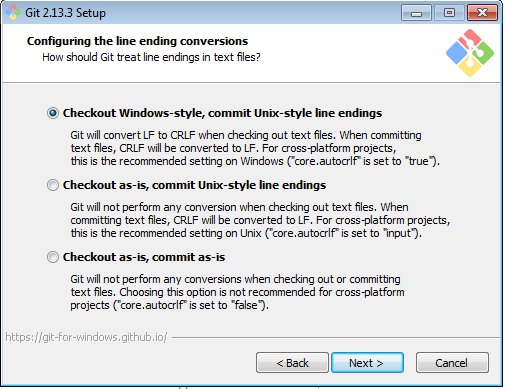 Git 2.13.3 Setup
Configuring the line ending conversions
How should Git treat line endings in text files?
Checkout Windows-style, commit Unix-style line endings
Git will convert LF to CRLF when checking out text files. When committing
text files, CRLF will be converted to LF. For cross-platform projects,
this is the recommended setting on Windows ("core.autocrlf" is set to "true").
Checkout as-is, commit Unix-style line endings
Git will not perform any conversion when checking out text files. When
committing text files, CRLF will be converted to LF. For cross-platform projects,
this is the recommended setting on Unix ("core.autocrlf" is set to "input").
Checkout as-is, commit as-is
Git will not perform any conversions when checking out or committing
text files. Choosing this option is not recommended for cross-platform
projects ("core.autocrlf" is set to "false").
https://git-for-windows.github.io/
< Back
Next >
Cancel